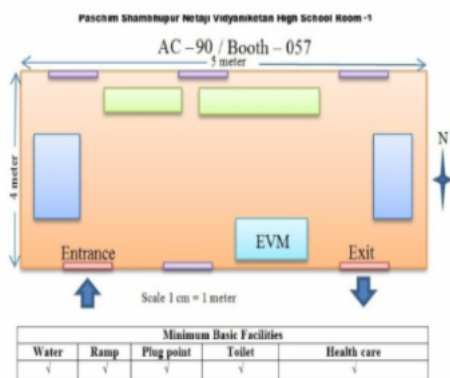 Paschim Shambhupur Netaji Vidyaniketan High School Room -1
AC -90 / Booth – 057
5 meter
4 meter
N
EVM
Entrance
Exit
Scale 1 cm = 1 meter
Minimum Basic Facilities
Water Ramp Plug point Toilet Health care
√ √ √ √ √